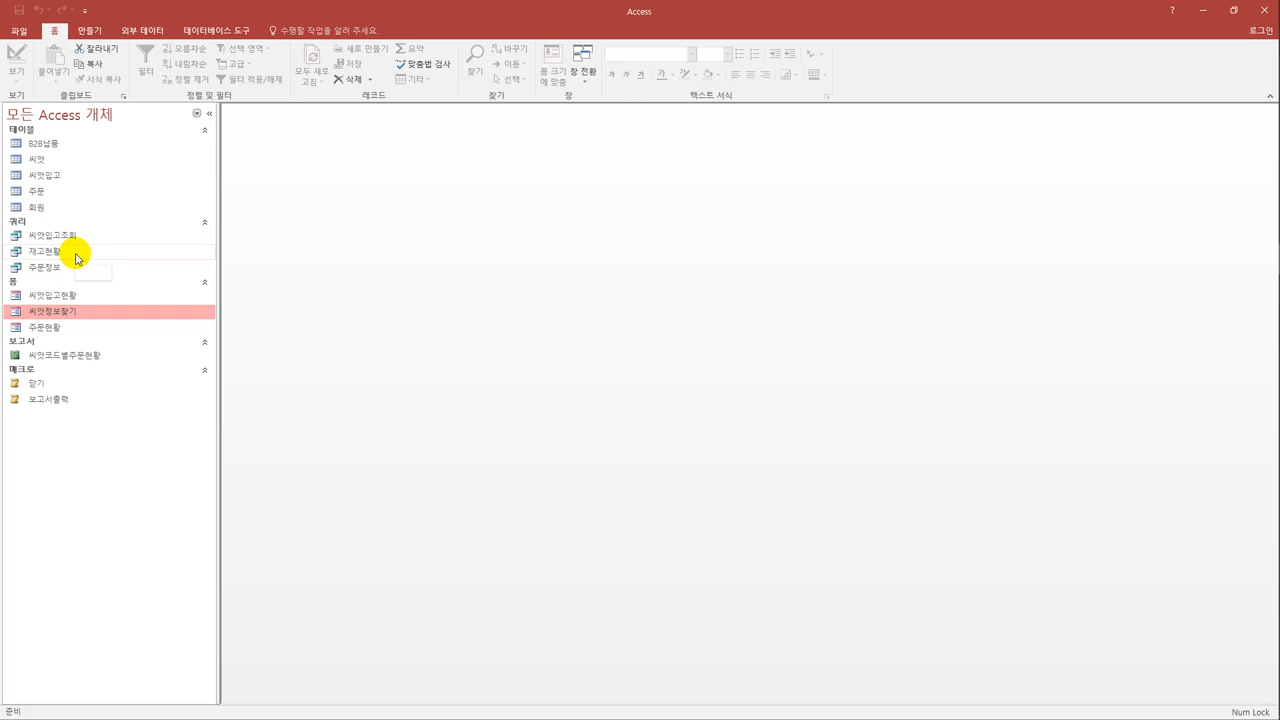 Access
?
파일 홈 만들기 외부 데이터 데이터베이스 도구 수행할 작업을 알려 주세요. 로그인
보기 붙여넣기 잘라내기 복사 서식 복사 필터 오름차순 내림차순 정렬 제거 선택 영역 고급 필터 적용/해제
모두 새로 고침 새로 만들기 저장 삭제 요약 맞춤법 검사 기타
찾기 바꾸기 이동 선택 폼 크기에 맞춤 창 전환 가 가 가 가
보기 클립보드 정렬 및 필터 레코드 찾기 창 텍스트 서식
모든 Access 개체
테이블
B2B납품
씨앗
씨앗입고
주문
회원
쿼리
씨앗입고조회
재고현황
주문정보
폼
씨앗입고현황
씨앗정보찾기
주문현황
보고서
씨앗코드별주문현황
매크로
닫기
보고서출력
준비 Num Lock